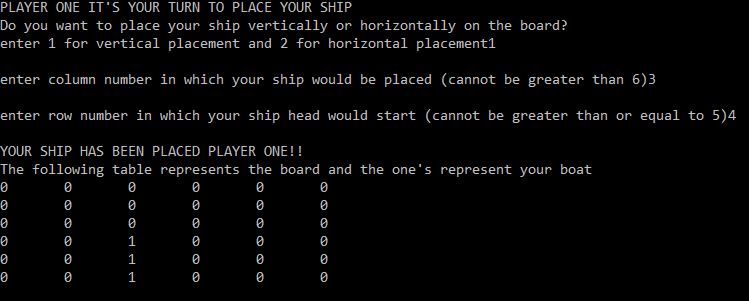 PLAYER ONE IT'S YOUR TURN TO PLACE YOUR SHIP
Do you want to place your ship vertically or horizontally on the board?
enter 1 for vertical placement and 2 for horizontal placement1
enter column number in which your ship would be placed (cannot be greater than 6)3
enter row number in which your ship head would start (cannot be greater than or equal to 5)4
YOUR SHIP HAS BEEN PLACED PLAYER ONE!!
The following table represents the board and the one's represent your boat
0 0 0 0 0 0
0 0 0 0 0 0
0 0 0 0 0 0
0 0 1 0 0 0
0 0 1 0 0 0
0 0 1 0 0 0